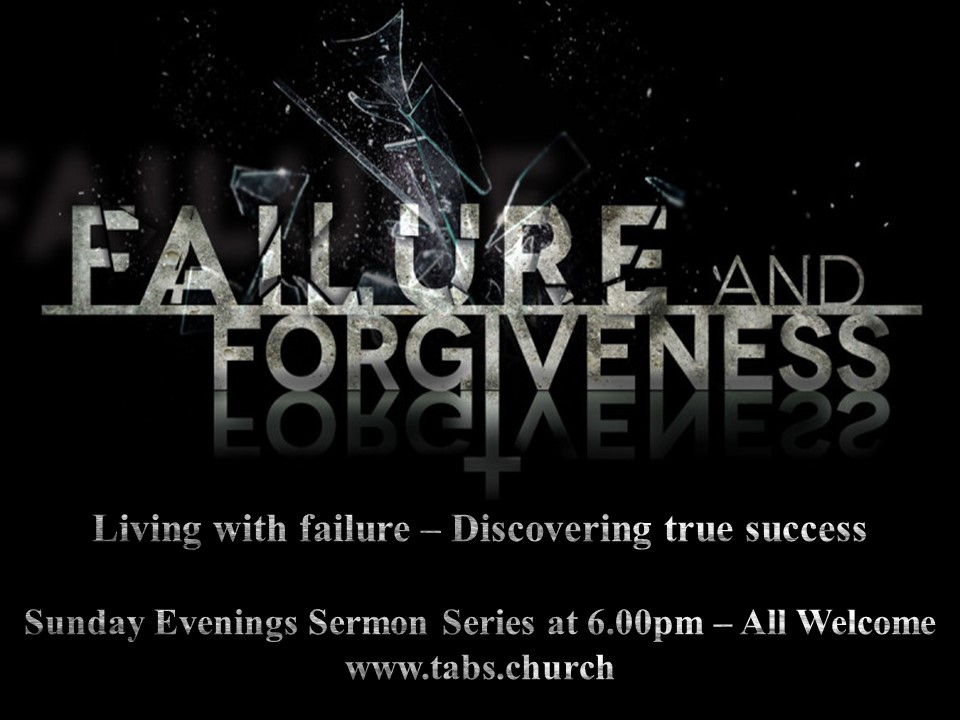 FAILURE
FAILURE AND
FORGIVENESS
Living with failure – Discovering true success
Sunday Evenings Sermon Series at 6.00pm – All Welcome
www.tabs.church